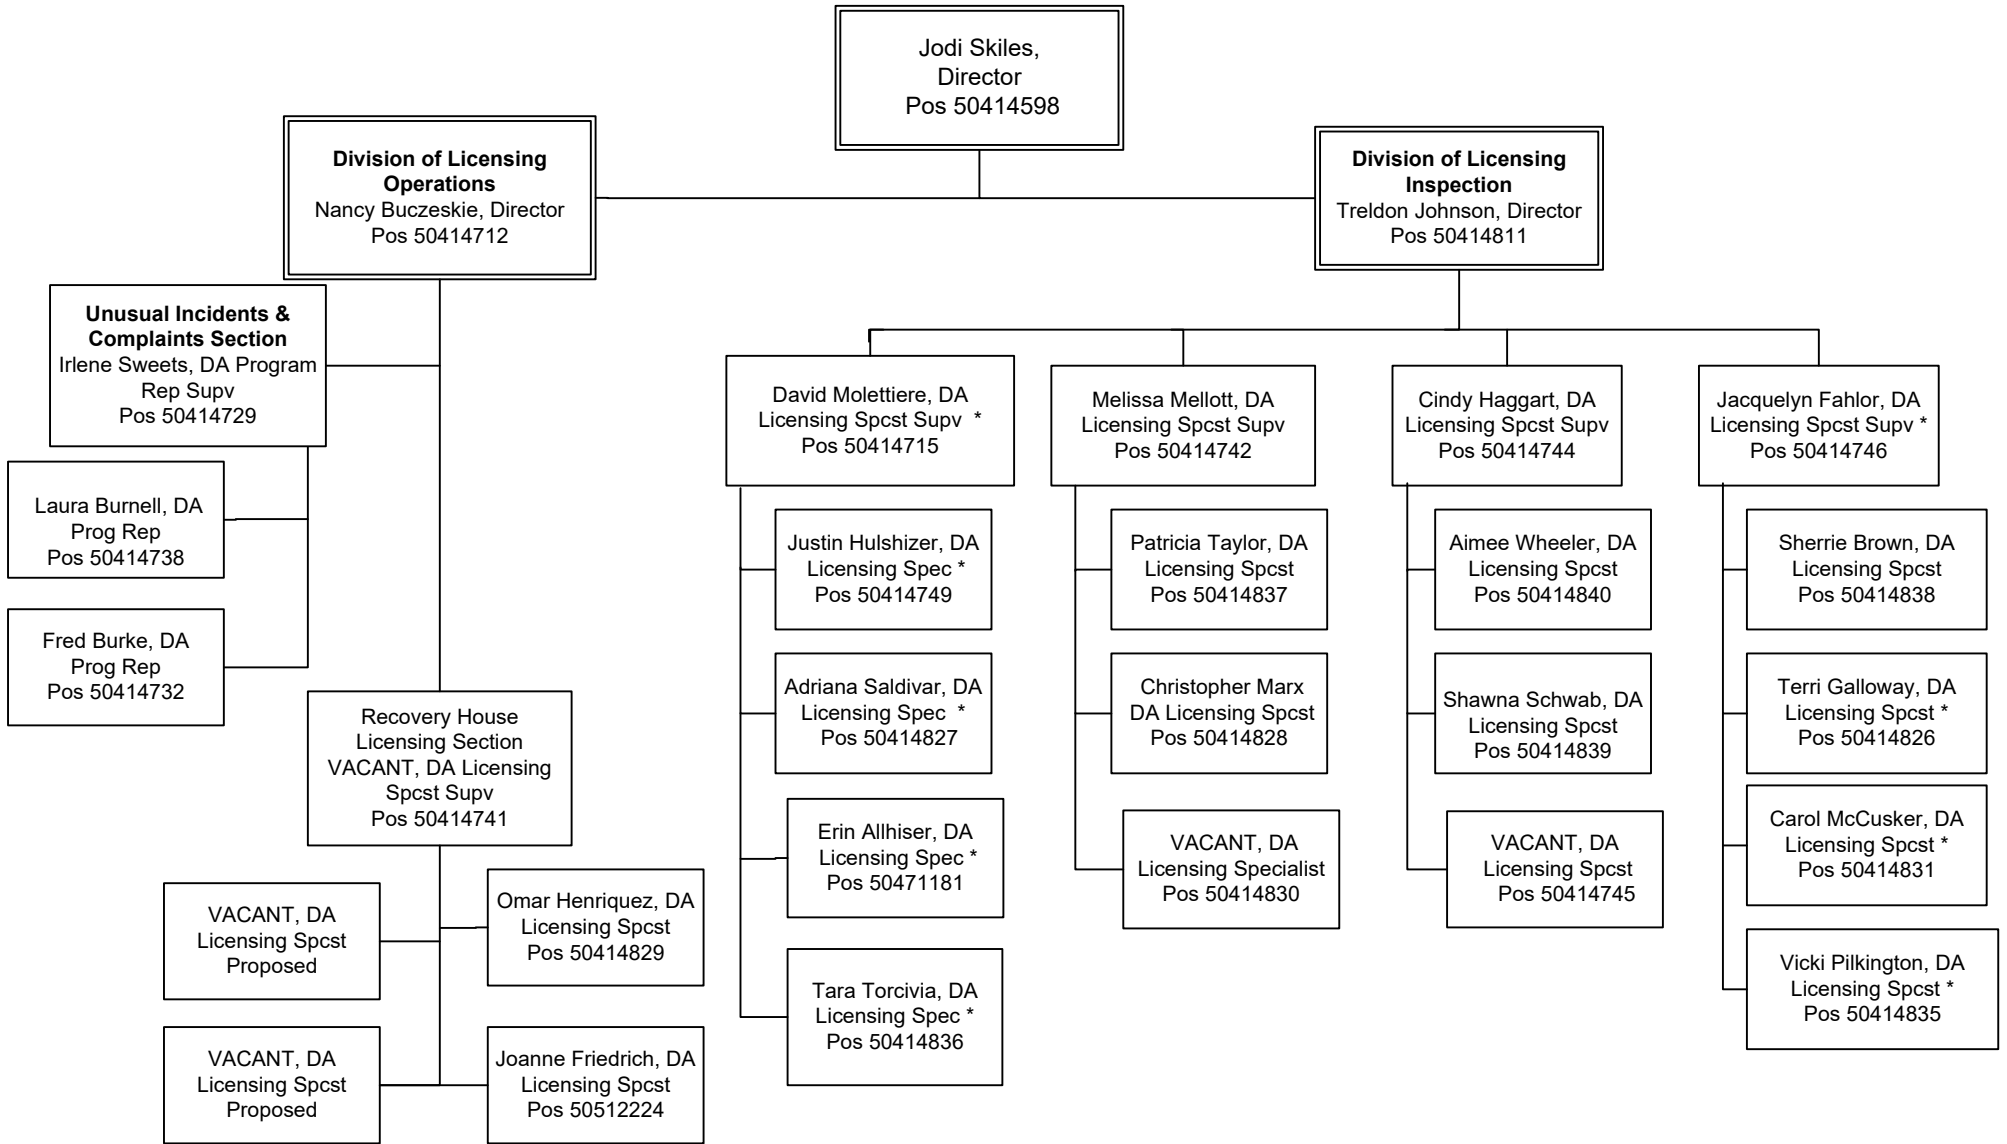 Jodi Skiles,
Director
Pos 50414598
Division of Licensing
Operations
Nancy Buczeskie, Director
Pos 50414712
Division of Licensing
Inspection
Treldon Johnson, Director
Pos 50414811
Unusual Incidents &
Complaints Section
Irlene Sweets, DA Program
Rep Supv
Pos 50414729
Laura Burnell, DA
Prog Rep
Pos 50414738
Fred Burke, DA
Prog Rep
Pos 50414732
Recovery House
Licensing Section
VACANT, DA Licensing
Spcst Supv
Pos 50414741
VACANT, DA
Licensing Spcst
Proposed
Omar Henriquez, DA
Licensing Spcst
Pos 50414829
VACANT, DA
Licensing Spcst
Proposed
Joanne Friedrich, DA
Licensing Spcst
Pos 50512224
David Molettiere, DA
Licensing Spcst Supv *
Pos 50414715
Justin Hulshizer, DA
Licensing Spec *
Pos 50414749
Adriana Saldivar, DA
Licensing Spec *
Pos 50414827
Erin Allhiser, DA
Licensing Spec *
Pos 50471181
Tara Torcivia, DA
Licensing Spec *
Pos 50414836
Melissa Mellott, DA
Licensing Spcst Supv
Pos 50414742
Patricia Taylor, DA
Licensing Spcst
Pos 50414837
Christopher Marx
DA Licensing Spcst
Pos 50414828
VACANT, DA
Licensing Specialist
Pos 50414830
Cindy Haggart, DA
Licensing Spcst Supv
Pos 50414744
Aimee Wheeler, DA
Licensing Spcst
Pos 50414840
Shawna Schwab, DA
Licensing Spcst
Pos 50414839
VACANT, DA
Licensing Spcst
Pos 50414745
Jacquelyn Fahlor, DA
Licensing Spcst Supv *
Pos 50414746
Sherrie Brown, DA
Licensing Spcst
Pos 50414838
Terri Galloway, DA
Licensing Spcst *
Pos 50414826
Carol McCusker, DA
Licensing Spcst *
Pos 50414831
Vicki Pilkington, DA
Licensing Spcst *
Pos 50414835